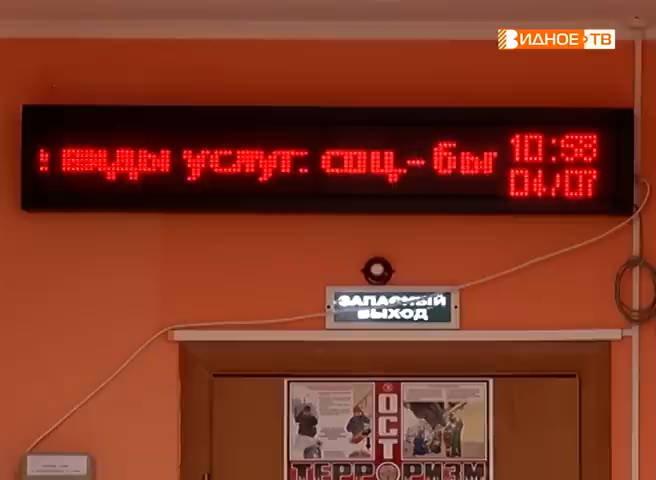 ВИДНОЕ ТВ
! виды услуг. соц.-бы
10:58
04/07
ЗАПАСНЫЙ
ВЫХОД
ОСТ
ТЕРРОРИЗМ